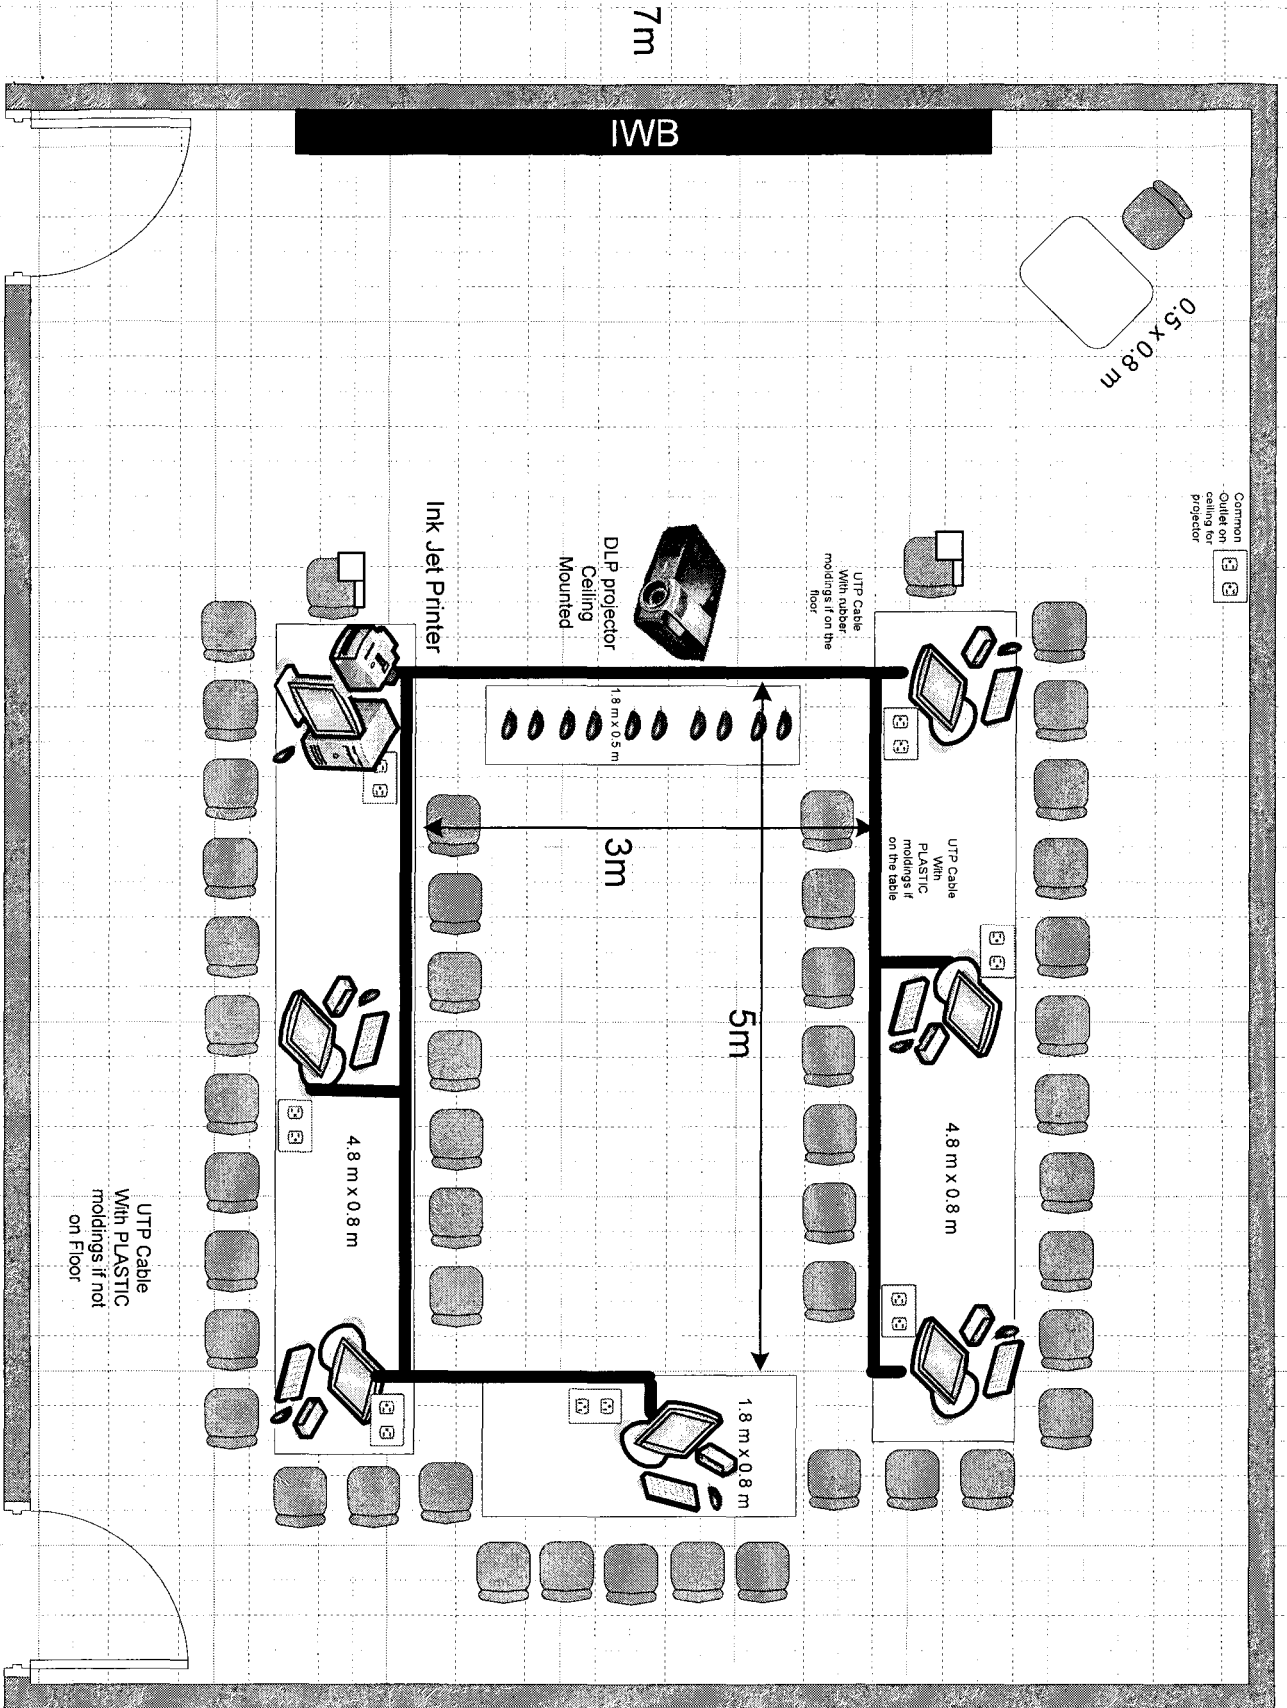 7m
IWB
0.5 x 0.8 m
Common
Outlet on
ceiling for
projector
Ink Jet Printer
DLP projector
Ceiling
Mounted
UTP Cable
With rubber
moldings if on the
floor
1.8 m x 0.5 m
3m
UTP Cable
With
PLASTIC
moldings if
on the table
5m
4.8 m x 0.8 m
4.8 m x 0.8 m
UTP Cable
With PLASTIC
moldings if not
on Floor
1.8 m x 0.8 m